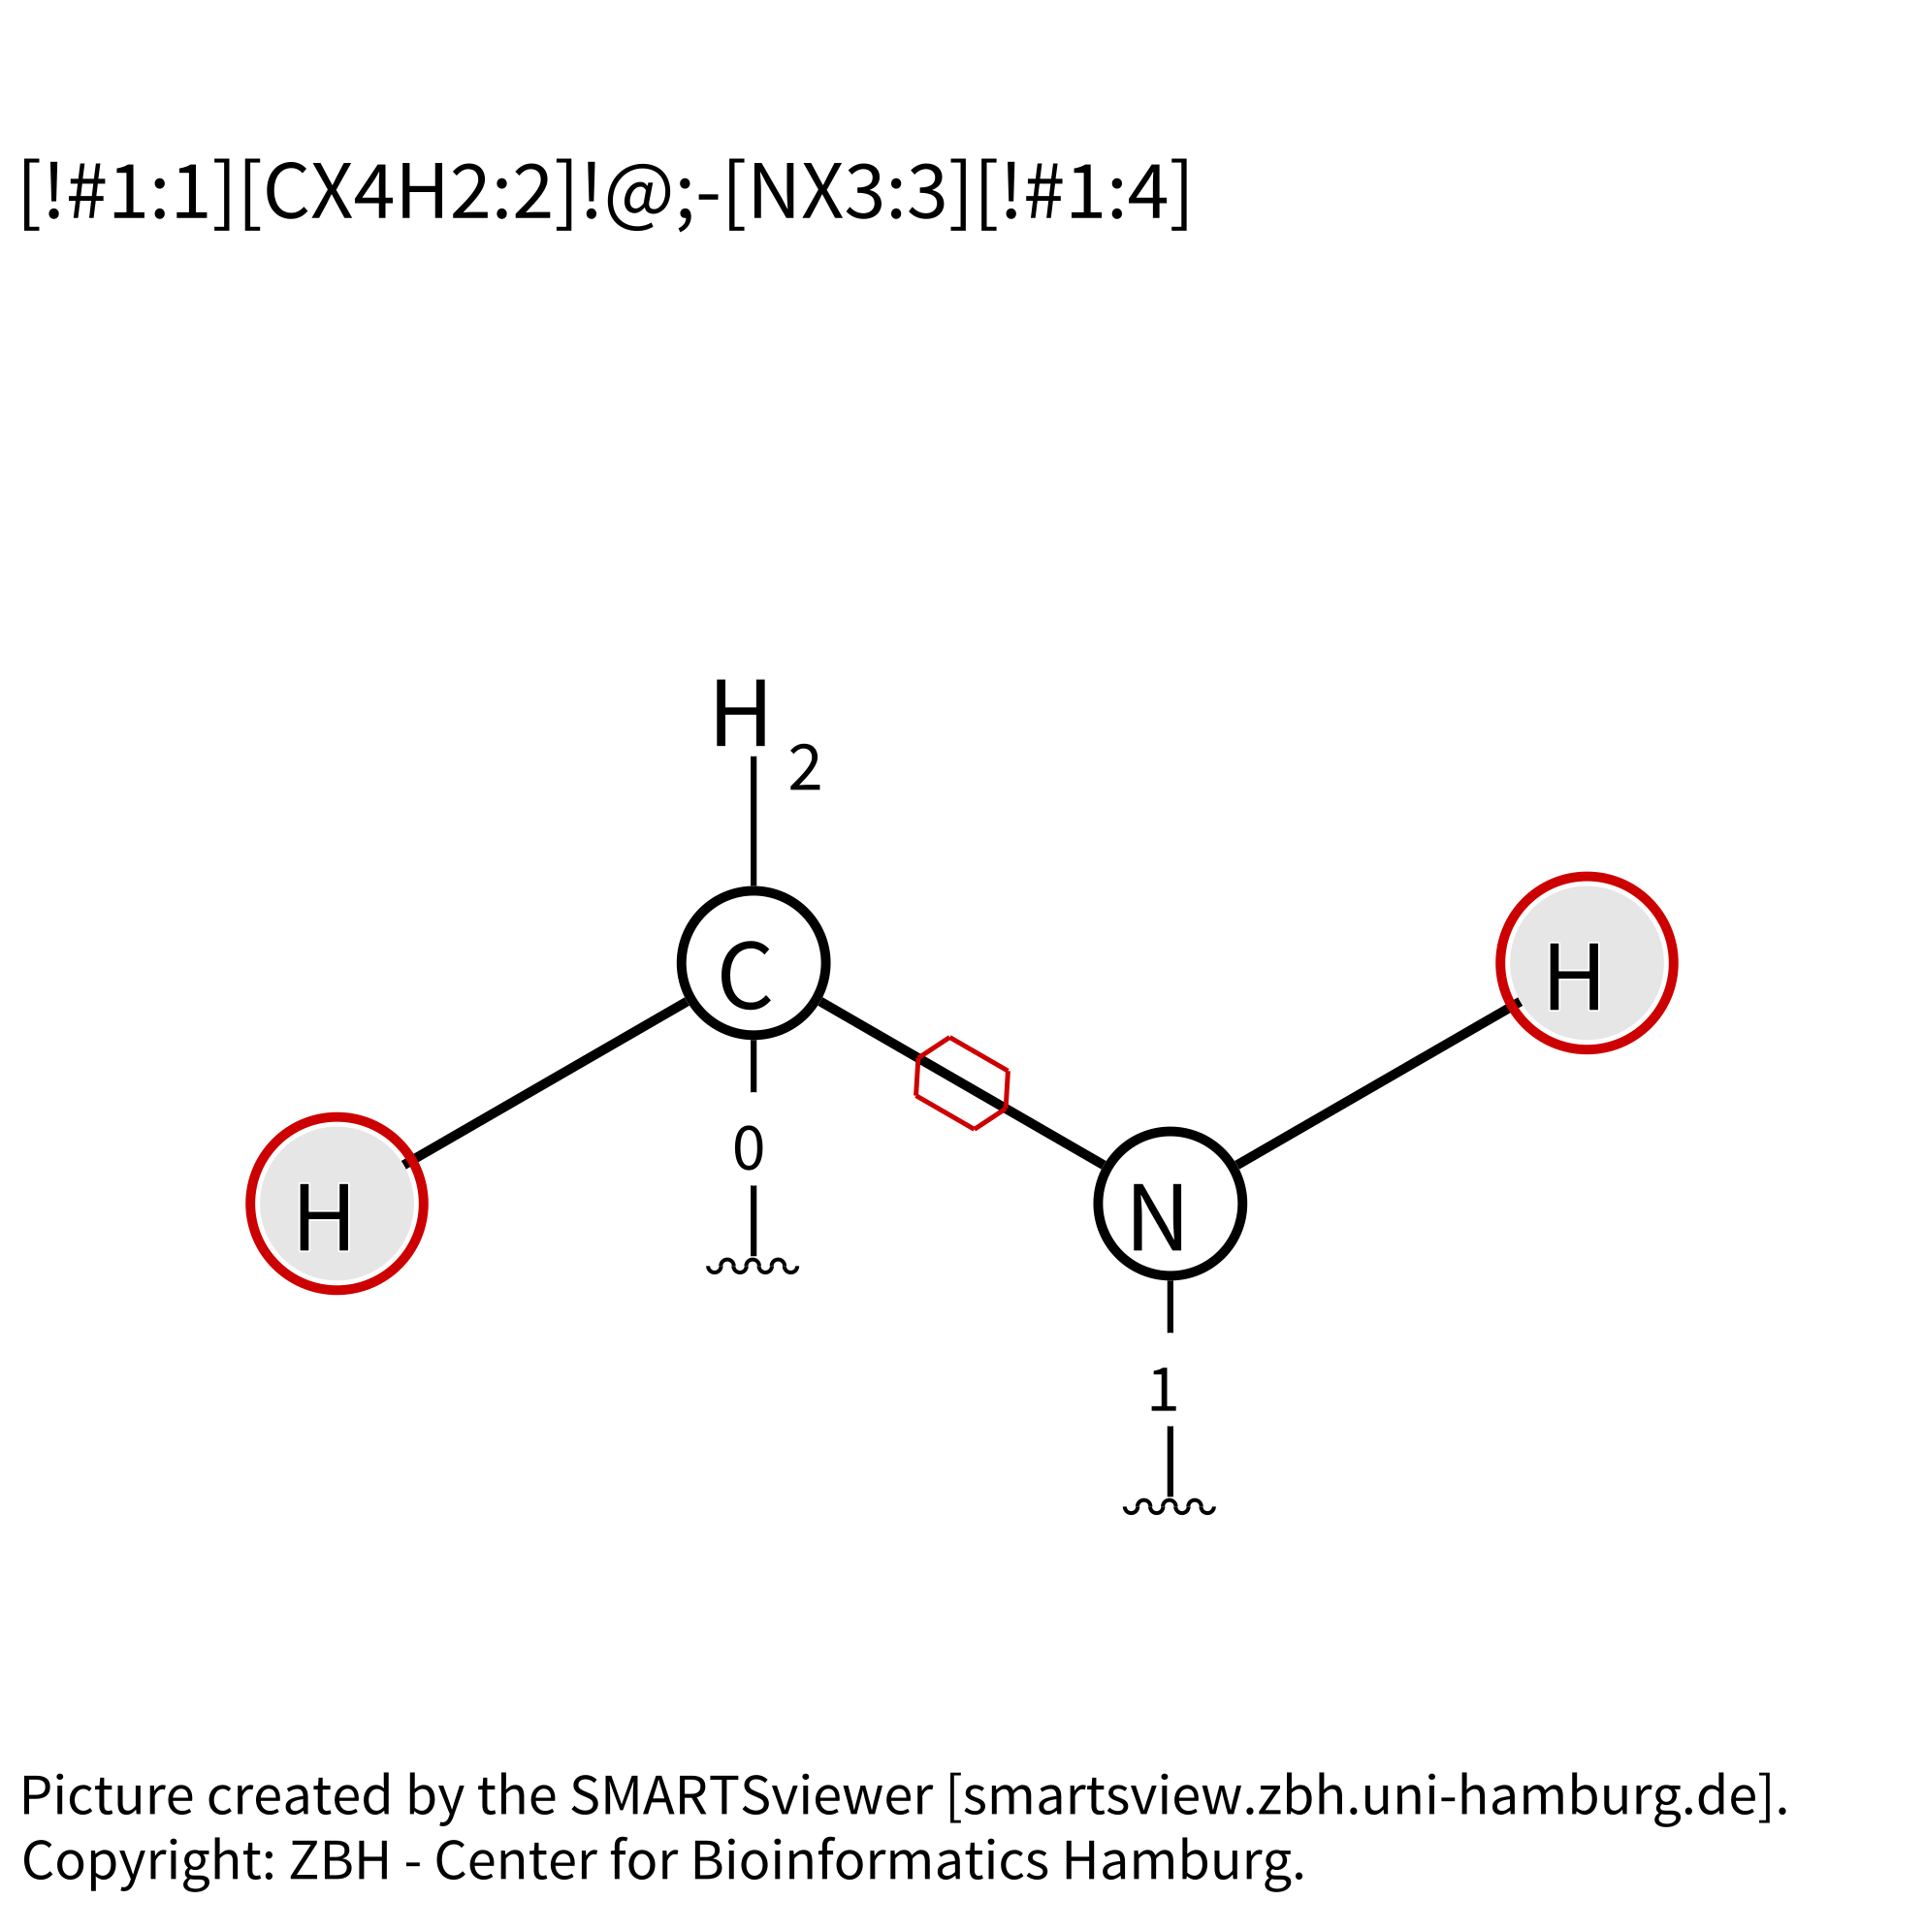 [!#1:1][CX4H2:2]!@;-[NX3:3][!#1:4]
H
2
C
H
0
H
N
1
Picture created by the SMARTSviewer [smartsview.zbh.uni-hamburg.de].
Copyright: ZBH - Center for Bioinformatics Hamburg.